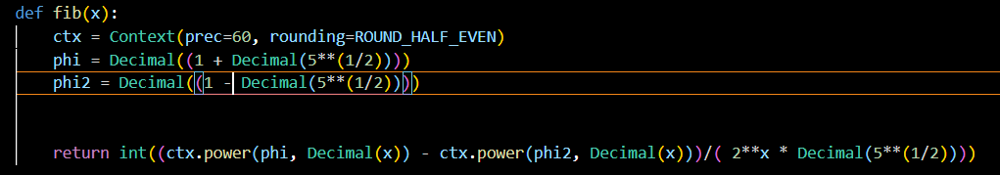 def fib(x):
    ctx = Context(prec=60, rounding=ROUND_HALF_EVEN)
    phi = Decimal((1 + Decimal(5**(1/2))))
    phi2 = Decimal((1 - Decimal(5**(1/2))))
    return int((ctx.power(phi, Decimal(x)) - ctx.power(phi2, Decimal(x)))/( 2**x * Decimal(5**(1/2))))